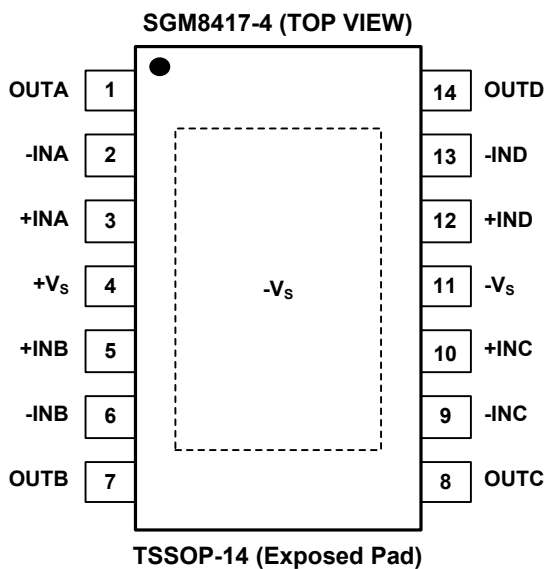 SGM8417-4 (TOP VIEW)
OUTA 1 14 OUTD
-INA 2 13 -IND
+INA 3 12 +IND
+VS 4 -VS 11 -VS
+INB 5 10 +INC
-INB 6 9 -INC
OUTB 7 8 OUTC
TSSOP-14 (Exposed Pad)